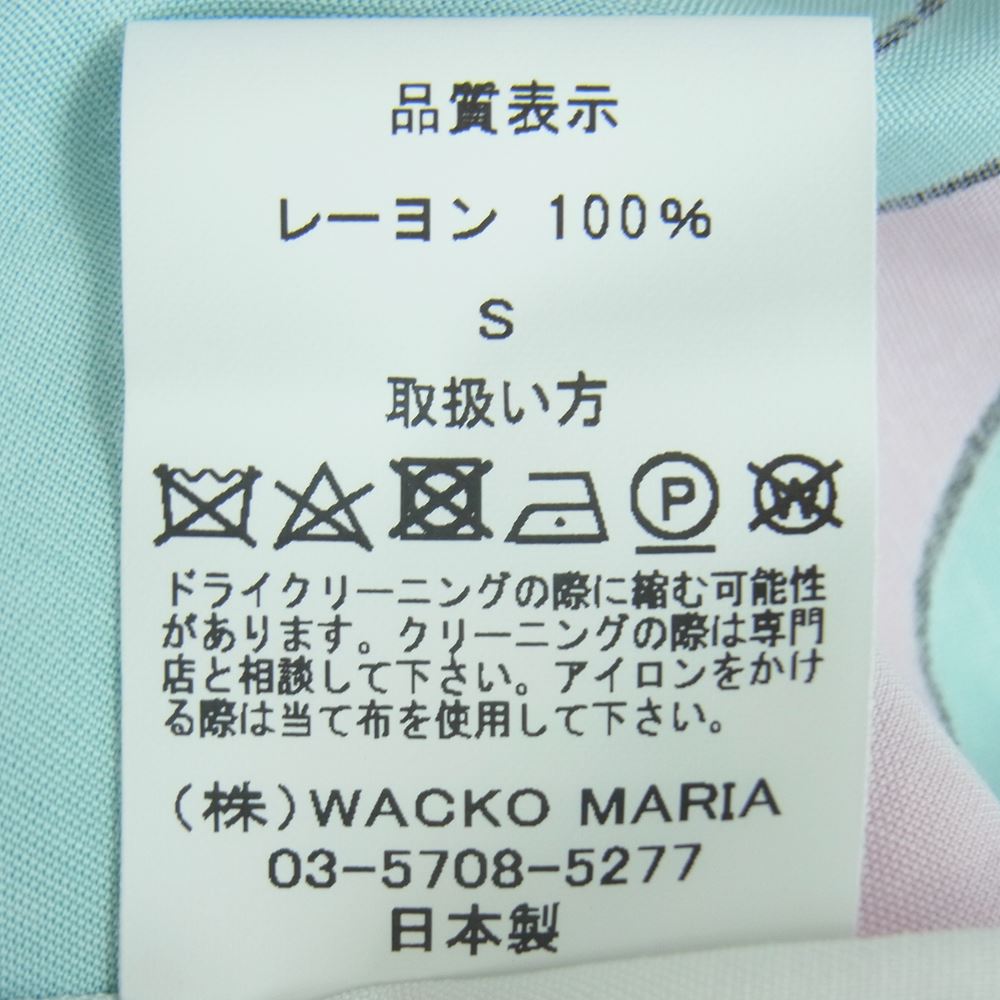 品質表示
レーヨン 100%
S
取扱い方
P
W
ドライクリーニングの際に縮む可能性
があります。クリーニングの際は専門
店と相談して下さい。アイロンをかけ
る際は当て布を使用して下さい。
(株)WACKO MARIA
03-5708-5277
日本製